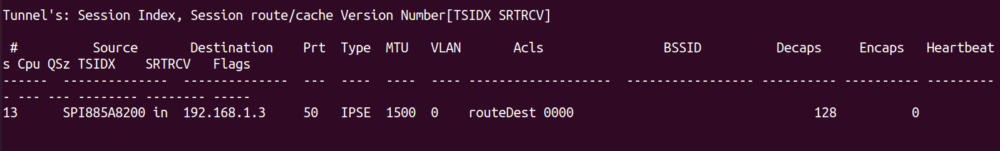 Tunnel's: Session Index, Session route/cache Version Number[TSIDX SRTRCV]
 #          Source       Destination    Prt  Type  MTU   VLAN       Acls                BSSID          Decaps     Encaps   Heartbeat
s Cpu QSz TSIDX    SRTRCV   Flags
------  --------------  --------------  ---  ----  ----  ---- -------------------  ----------------- ---------- ---------- ---------
- --- --- -------- -------- -----
13      SPI885A8200 in  192.168.1.3     50   IPSE  1500  0    routeDest 0000                                128          0